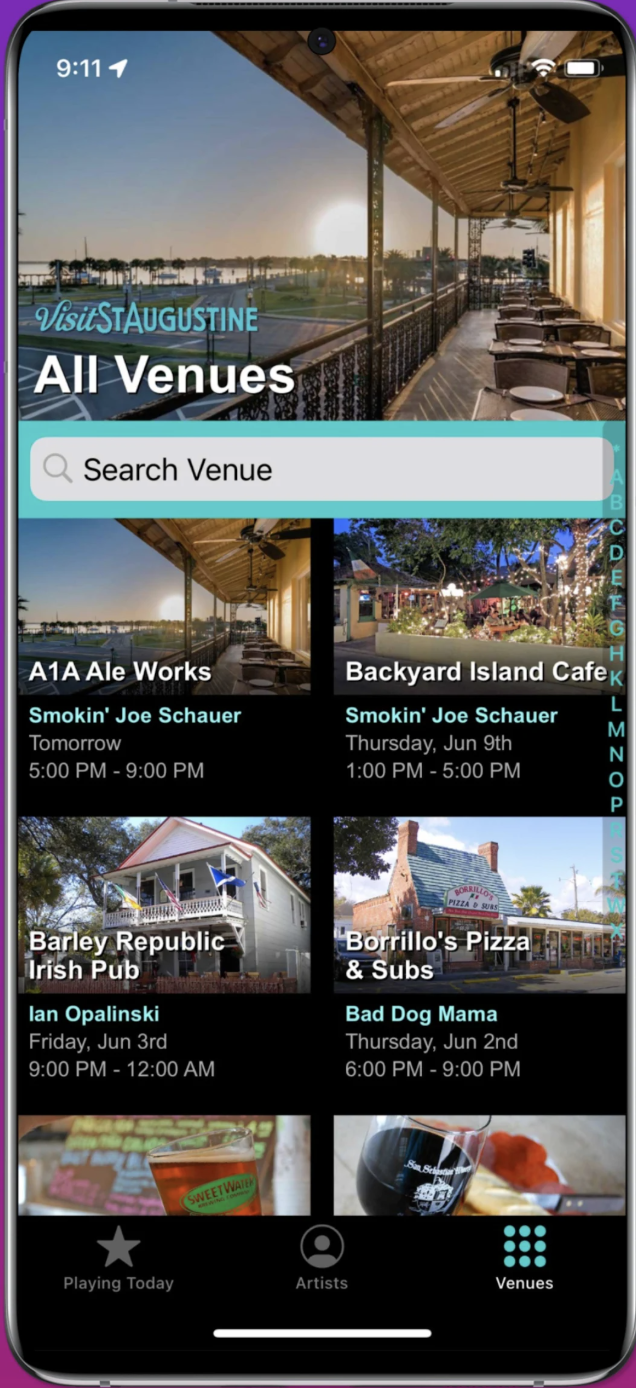 9:11
VisitSTAUGUSTINE
All Venues
Search Venue
*
A
B
C
D
E
F
G
H
K
L
M
N
O
P
R
S
T
W
X
A1A Ale Works
Smokin' Joe Schauer
Tomorrow
5:00 PM - 9:00 PM
Backyard Island Cafe
Smokin' Joe Schauer
Thursday, Jun 9th
1:00 PM - 5:00 PM
Barley Republic
Irish Pub
Ian Opalinski
Friday, Jun 3rd
9:00 PM - 12:00 AM
BORRILLO'S
PIZZA & SUBS
Borrillo's Pizza
& Subs
Bad Dog Mama
Thursday, Jun 2nd
6:00 PM - 9:00 PM
SWEETWATER
San Sebastian Winery
Playing Today
Artists
Venues